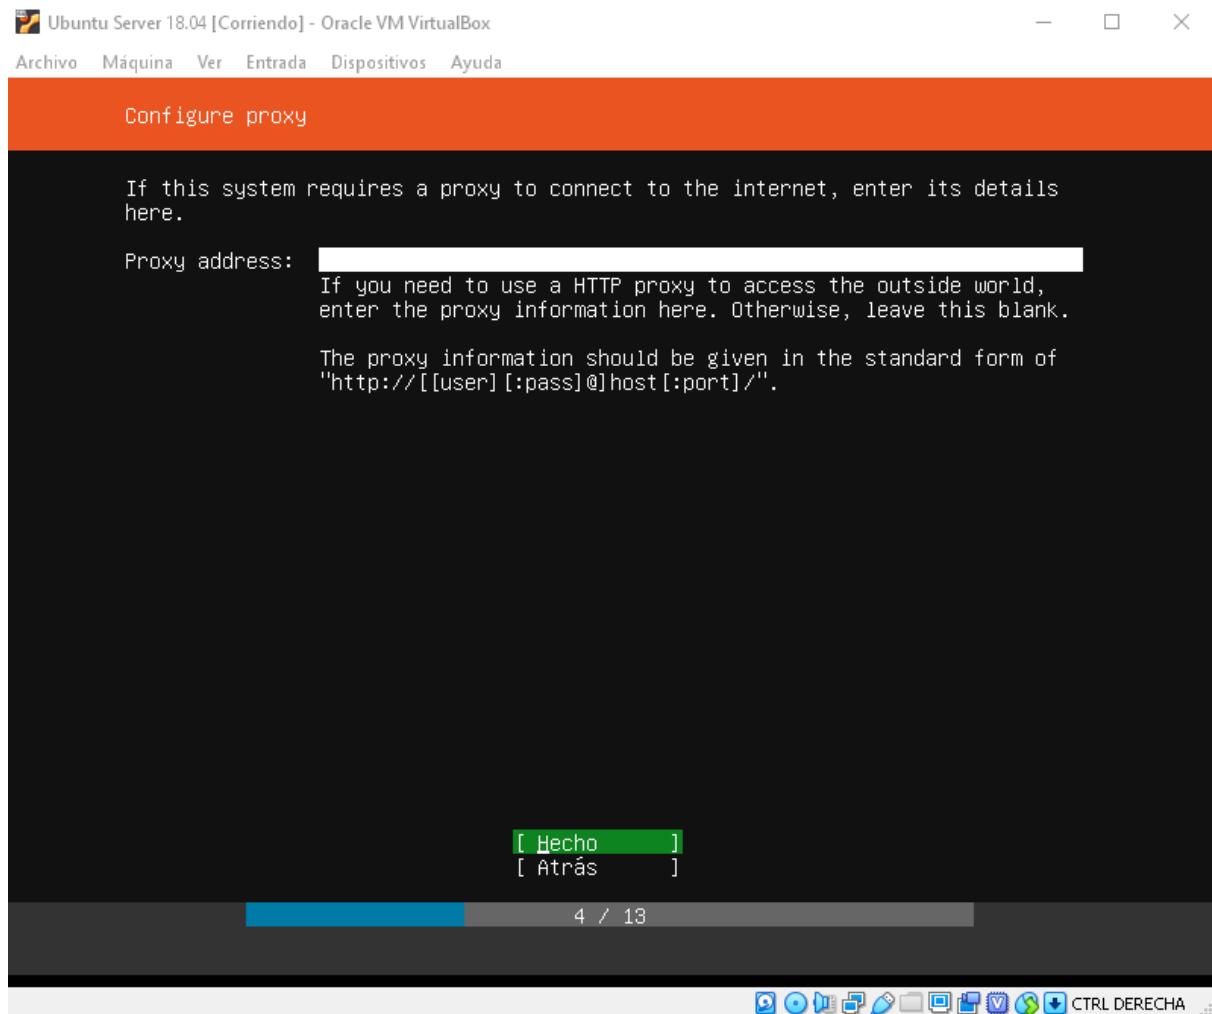 Ubuntu Server 18.04 [Corriendo] - Oracle VM VirtualBox
Archivo Máquina Ver Entrada Dispositivos Ayuda
Configure proxy
If this system requires a proxy to connect to the internet, enter its details
here.
Proxy address:
If you need to use a HTTP proxy to access the outside world,
enter the proxy information here. Otherwise, leave this blank.
The proxy information should be given in the standard form of
"http://[[user][:pass]@]host[:port]/".
[ Hecho ]
[ Atrás ]
4 / 13
CTRL DERECHA